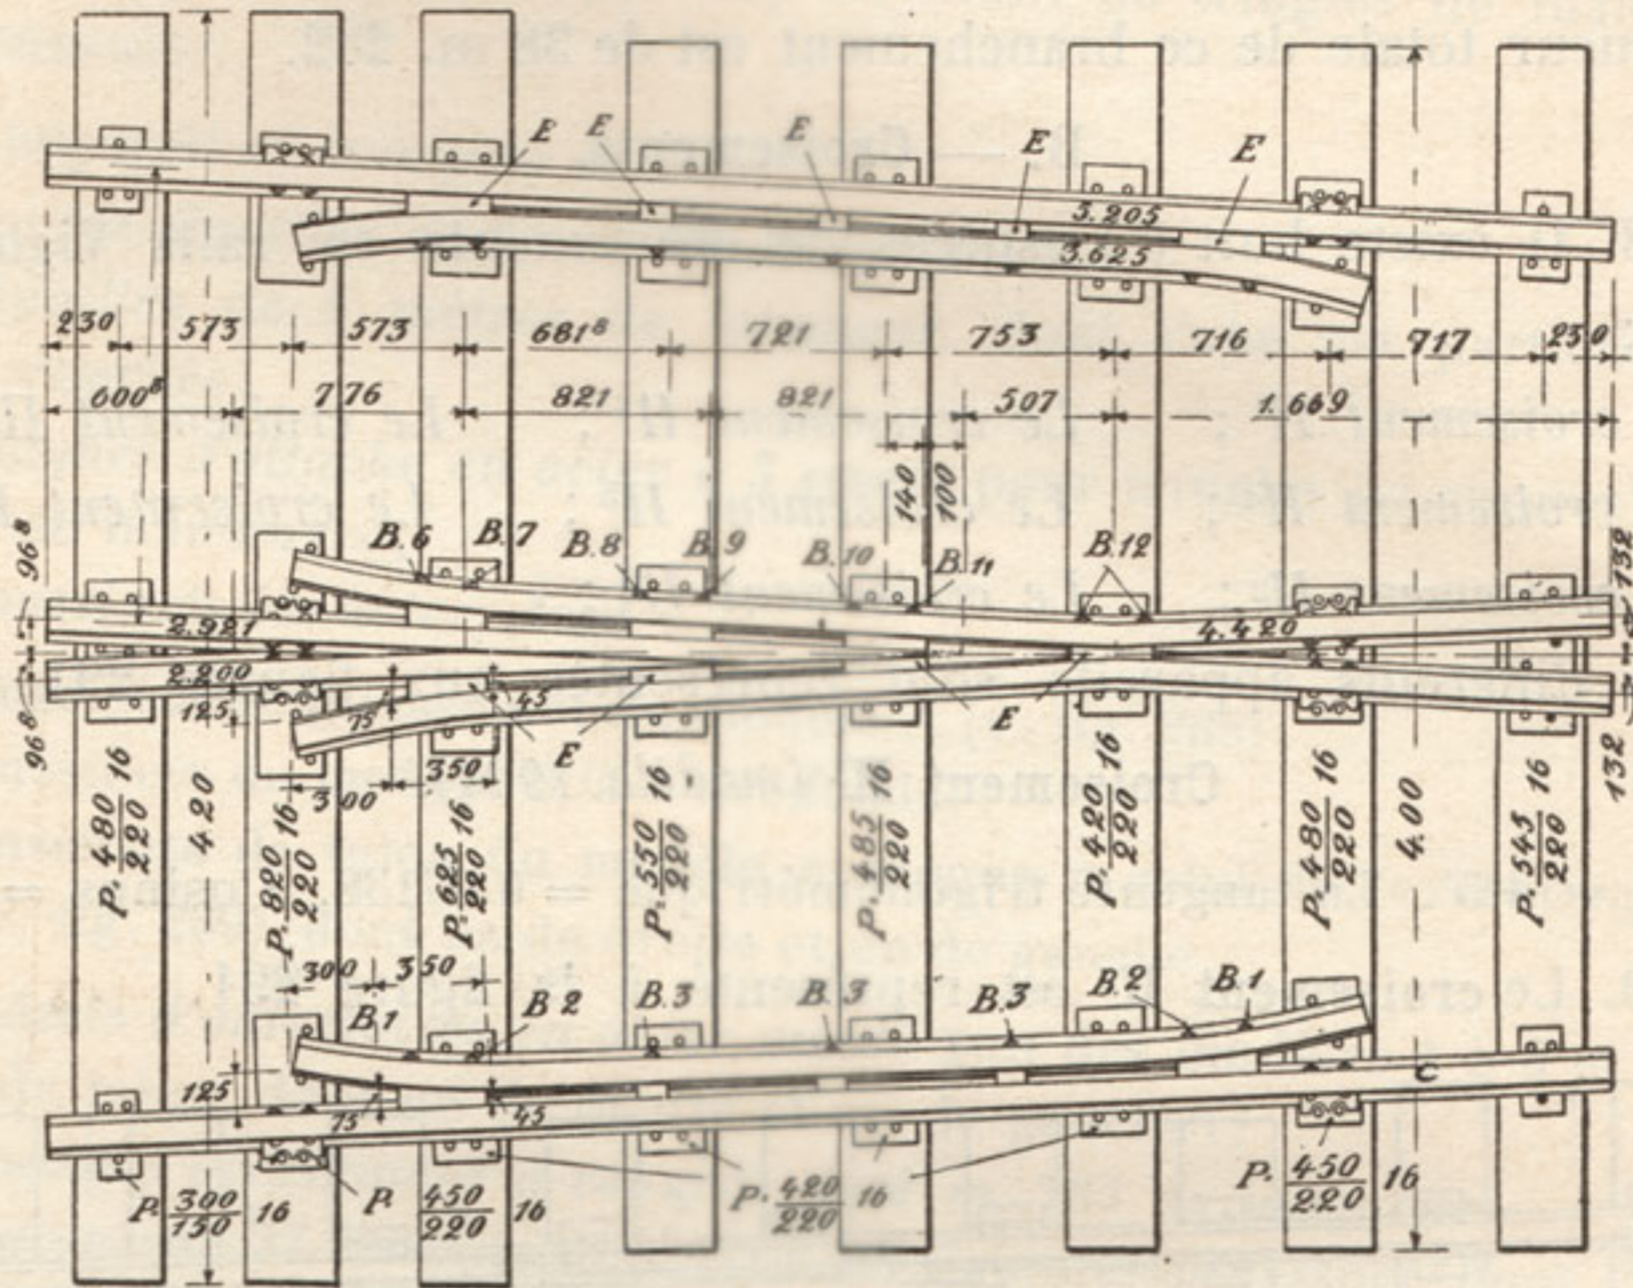 E E E E E
5.205
3.625
230 573 573 681⁸ 721 753 716 717 230
600⁸ 776 821 821 507 1.669
140 100
96⁸ B.6 B.7 B.8 B.9 B.10 B.11 B.12 132
2.921 4.420
2.200
125 75 45 E
96⁸ 350 E 132
300
P. 480/220 16
4 20
P. 820/220 16
P. 625/220 16
P. 550/220 16
P. 485/220 16
P. 420/220 16
P. 480/220 16
4.00
P. 545/220 16
300 350
B.1 B.2 B.3 B.3 B.3 B.2 B.1
125 C
75 45
P. 300/150 16 P. 450/220 16 P. 420/220 16 P. 450/220 16